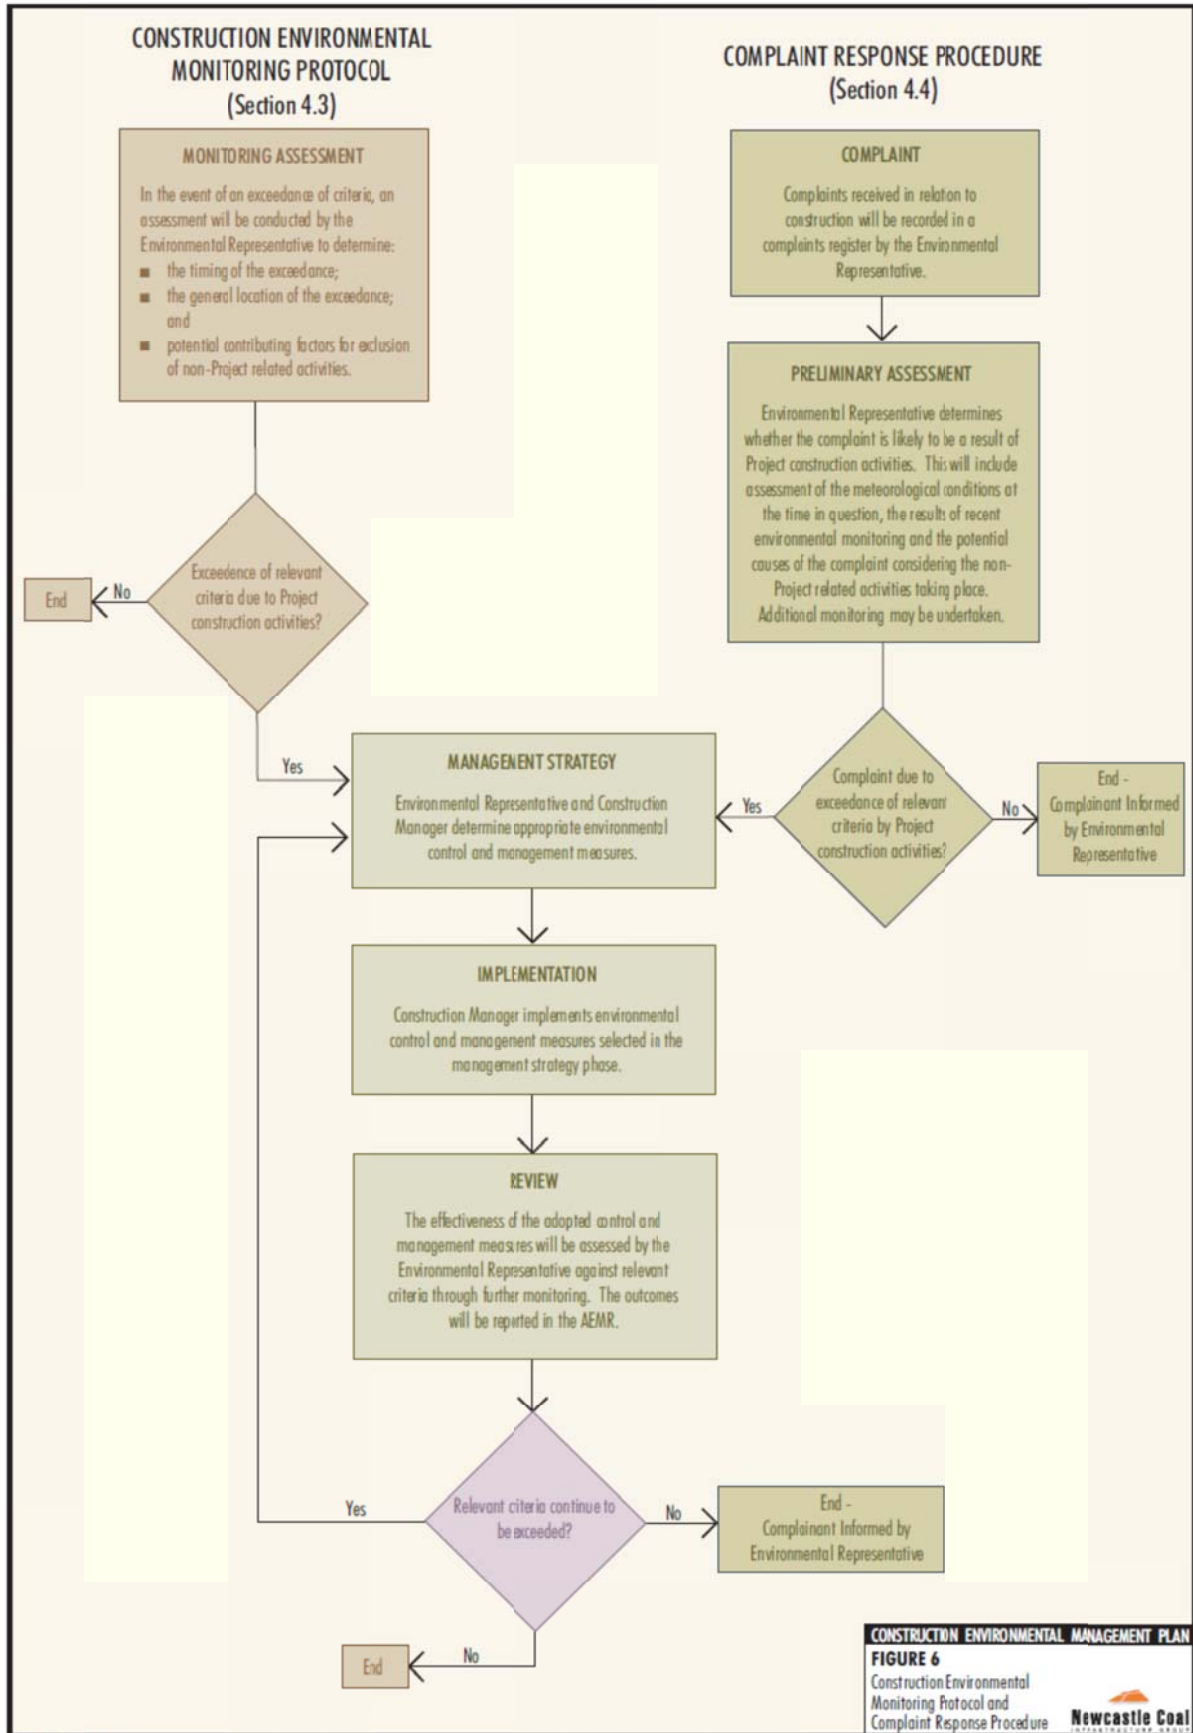 CONSTRUCTION ENVIRONMENTAL
MONITORING PROTOCOL
(Section 4.3)
MONITORING ASSESSMENT
In the event of an exceedance of criteria, an
assessment will be conducted by the
Environmental Representative to determine:
■ the timing of the exceedance;
■ the general location of the exceedance;
and
■ potential contributing factors for exclusion
of non-Project related activities.
Exceedence of relevant
criteria due to Project
construction activities?
No
End
Yes
COMPLAINT RESPONSE PROCEDURE
(Section 4.4)
COMPLAINT
Complaints received in relation to
construction will be recorded in a
complaints register by the Environmental
Representative.
PRELIMINARY ASSESSMENT
Environmental Representative determines
whether the complaint is likely to be a result of
Project construction activities. This will include
assessment of the meteorological conditions at
the time in question, the results of recent
environmental monitoring and the potential
causes of the complaint considering the non-
Project related activities taking place.
Additional monitoring may be undertaken.
Complaint due to
exceedance of relevant
criteria by Project
construction activities?
Yes
No
End -
Complainant Informed
by Environmental
Representative
MANAGEMENT STRATEGY
Environmental Representative and Construction
Manager determine appropriate environmental
control and management measures.
IMPLEMENTATION
Construction Manager implements environmental
control and management measures selected in the
management strategy phase.
REVIEW
The effectiveness of the adopted control and
management measures will be assessed by the
Environmental Representative against relevant
criteria through further monitoring. The outcomes
will be reported in the AEMR.
Relevant criteria continue to
be exceeded?
Yes
No
End -
Complainant Informed by
Environmental Representative
No
End
CONSTRUCTION ENVIRONMENTAL MANAGEMENT PLAN
FIGURE 6
Construction Environmental
Monitoring Protocol and
Complaint Response Procedure
Newcastle Coal
INFRASTRUCTURE GROUP